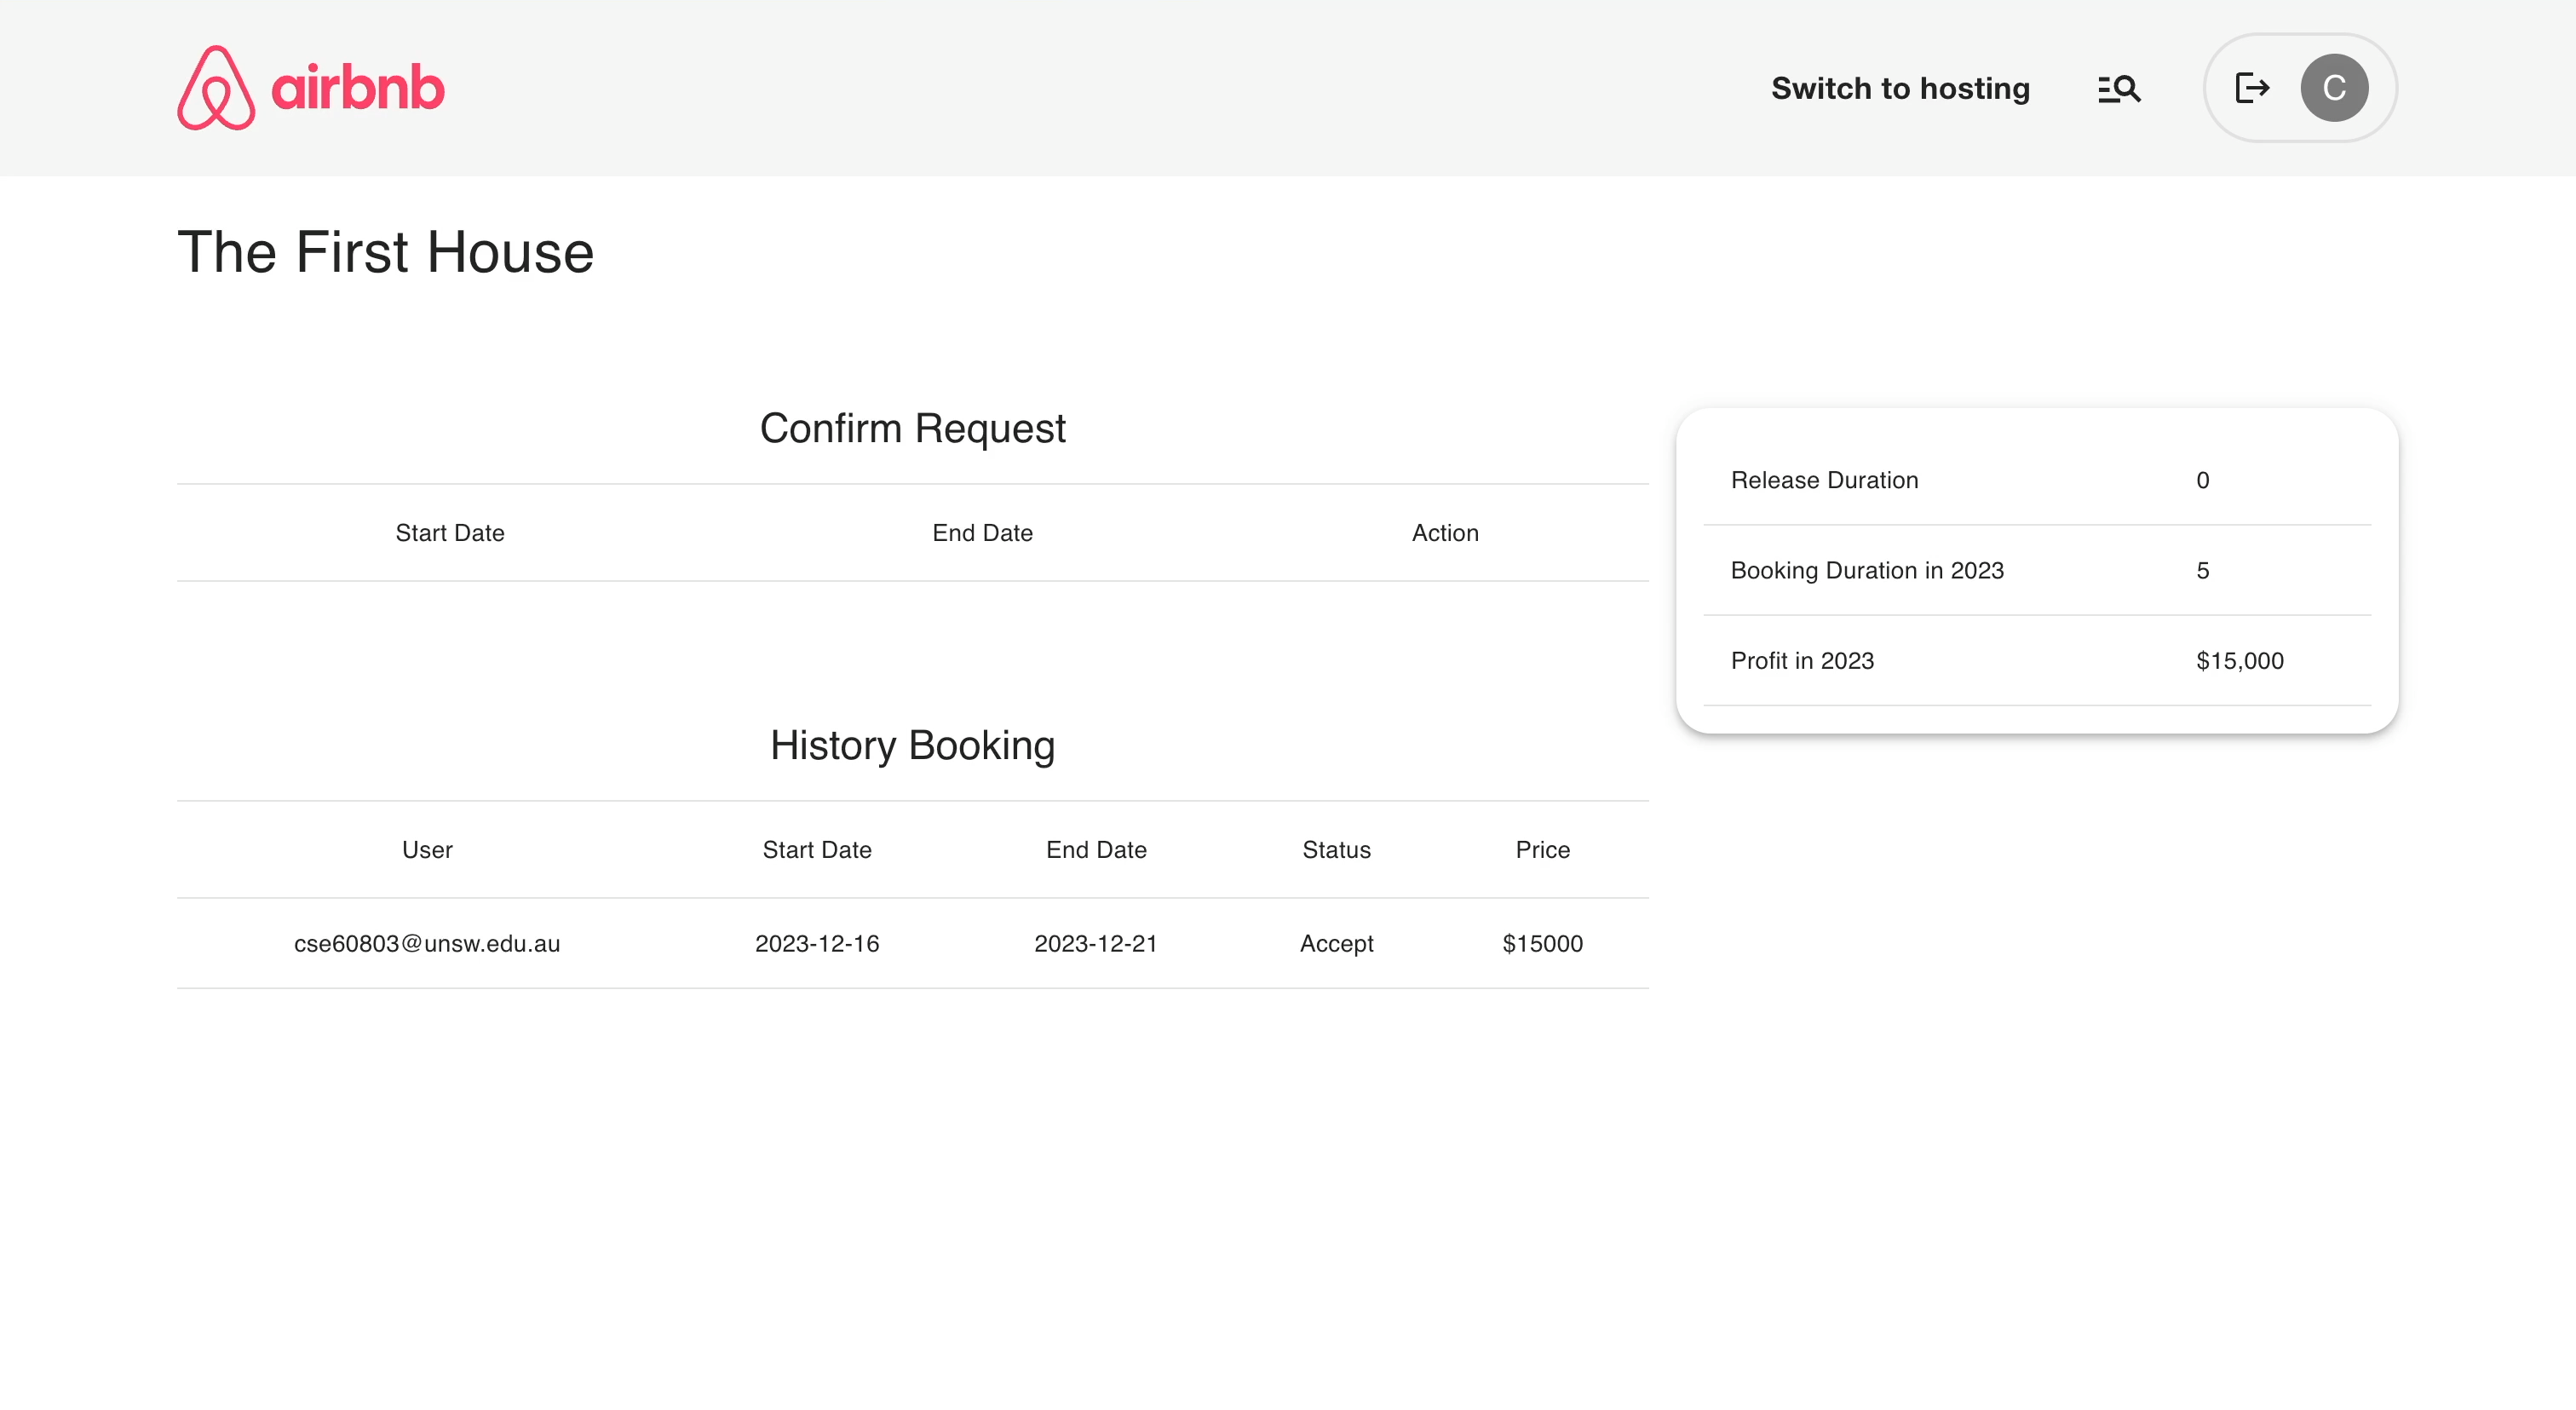 airbnb
Switch to hosting
C
The First House
Confirm Request
Start Date End Date Action
Release Duration 0
Booking Duration in 2023 5
Profit in 2023 $15,000
History Booking
User Start Date End Date Status Price
cse60803@unsw.edu.au 2023-12-16 2023-12-21 Accept $15000